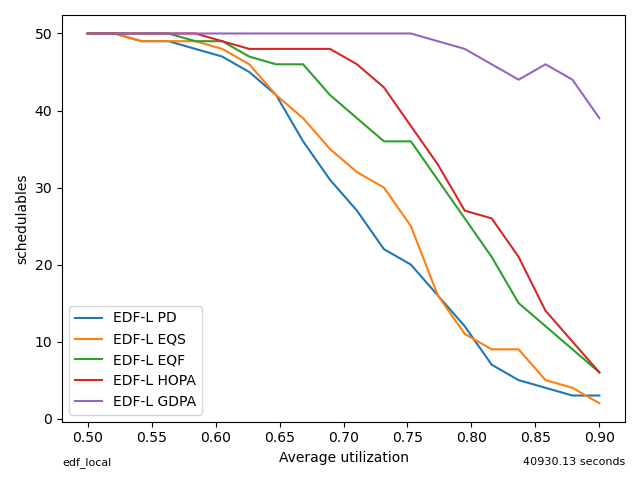 50
40
30
20
10
0
schedulables
EDF-L PD
EDF-L EQS
EDF-L EQF
EDF-L HOPA
EDF-L GDPA
0.50 0.55 0.60 0.65 0.70 0.75 0.80 0.85 0.90
Average utilization
edf_local
40930.13 seconds